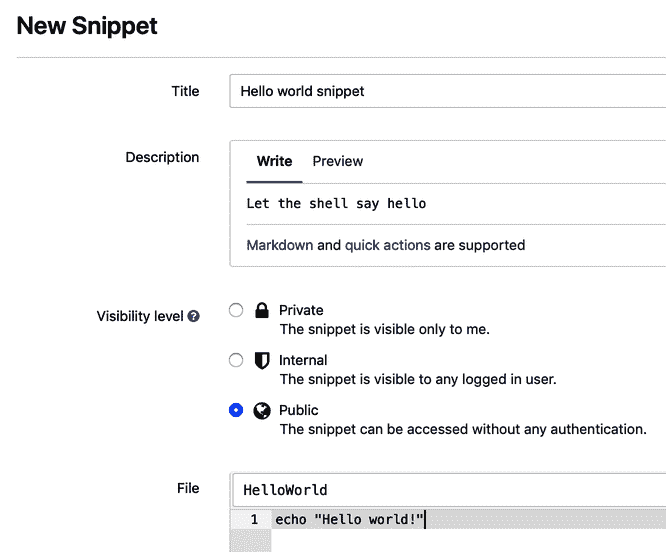 New Snippet
Title
Hello world snippet
Description
Write Preview
Let the shell say hello
Markdown and quick actions are supported
Visibility level ?
Private
The snippet is visible only to me.
Internal
The snippet is visible to any logged in user.
Public
The snippet can be accessed without any authentication.
File
HelloWorld
1 echo "Hello world!"